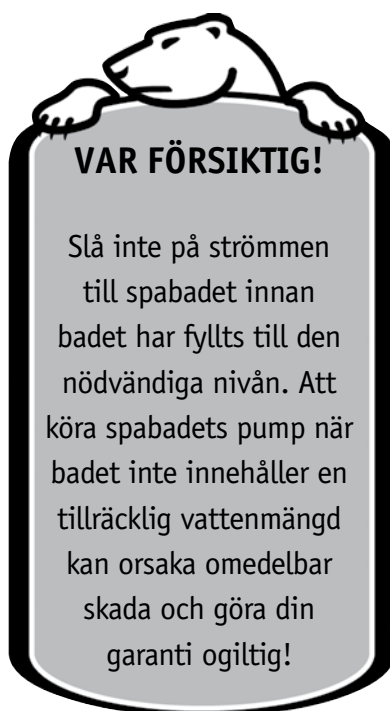 VAR FÖRSIKTIG!
Slå inte på strömmen
till spabadet innan
badet har fyllts till den
nödvändiga nivån. Att
köra spabadets pump när
badet inte innehåller en
tillräcklig vattenmängd
kan orsaka omedelbar
skada och göra din
garanti ogiltig!